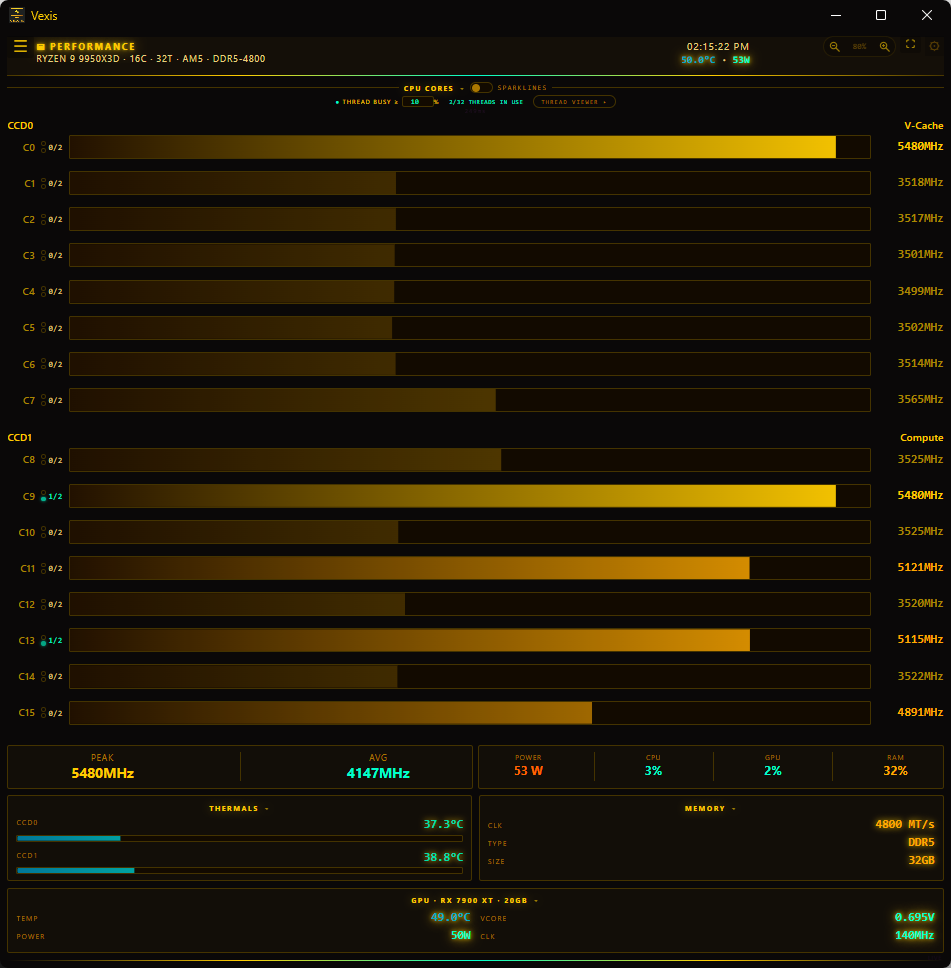 Vexis
PERFORMANCE
RYZEN 9 9950X3D · 16C · 32T · AM5 · DDR5-4800
02:15:22 PM
50.0°C · 53W
CPU CORES
SPARKLINES
THREAD BUSY ≥ 10 % 2/32 THREADS IN USE THREAD VIEWER
CCD0 V-Cache
C0 0/2 5480MHz
C1 0/2 3518MHz
C2 0/2 3517MHz
C3 0/2 3501MHz
C4 0/2 3499MHz
C5 0/2 3502MHz
C6 0/2 3514MHz
C7 0/2 3565MHz
CCD1 Compute
C8 0/2 3525MHz
C9 1/2 5480MHz
C10 0/2 3525MHz
C11 0/2 5121MHz
C12 0/2 3520MHz
C13 1/2 5115MHz
C14 0/2 3522MHz
C15 0/2 4891MHz
PEAK AVG POWER CPU GPU RAM
5480MHz 4147MHz 53 W 3% 2% 32%
THERMALS
CCD0 37.3°C
CCD1 38.8°C
MEMORY
CLK 4800 MT/s
TYPE DDR5
SIZE 32GB
GPU · RX 7900 XT · 20GB
TEMP 49.0°C VCORE 0.695V
POWER 50W CLK 140MHz